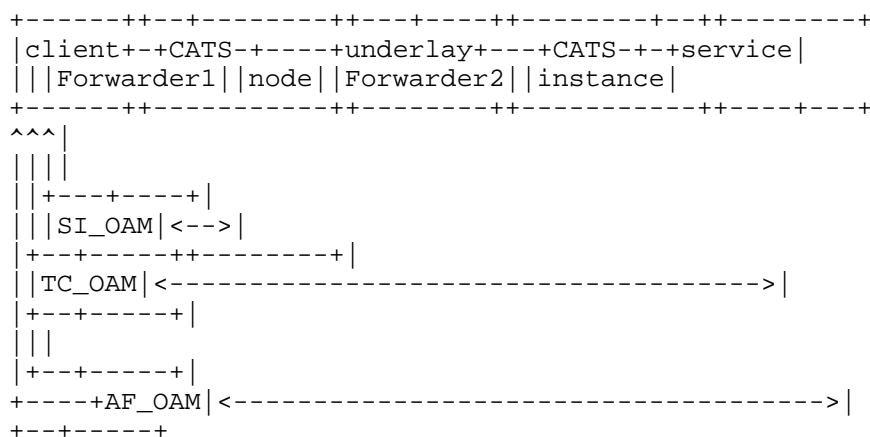 +------++--+--------++---+----++--------+--++--------+
|client+-+CATS-+----+underlay+---+CATS-+-+service|
|||Forwarder1||node||Forwarder2||instance|
+------++-----------++--------++-----------++----+---+
^^^|
||||
||+---+----+|
|||SI_OAM|<-->|
|+--+-----++--------+|
||TC_OAM|<------------------------------------->|
|+--+-----+|
|||
|+--+-----+|
+----+AF_OAM|<------------------------------------->|
+--+-----+